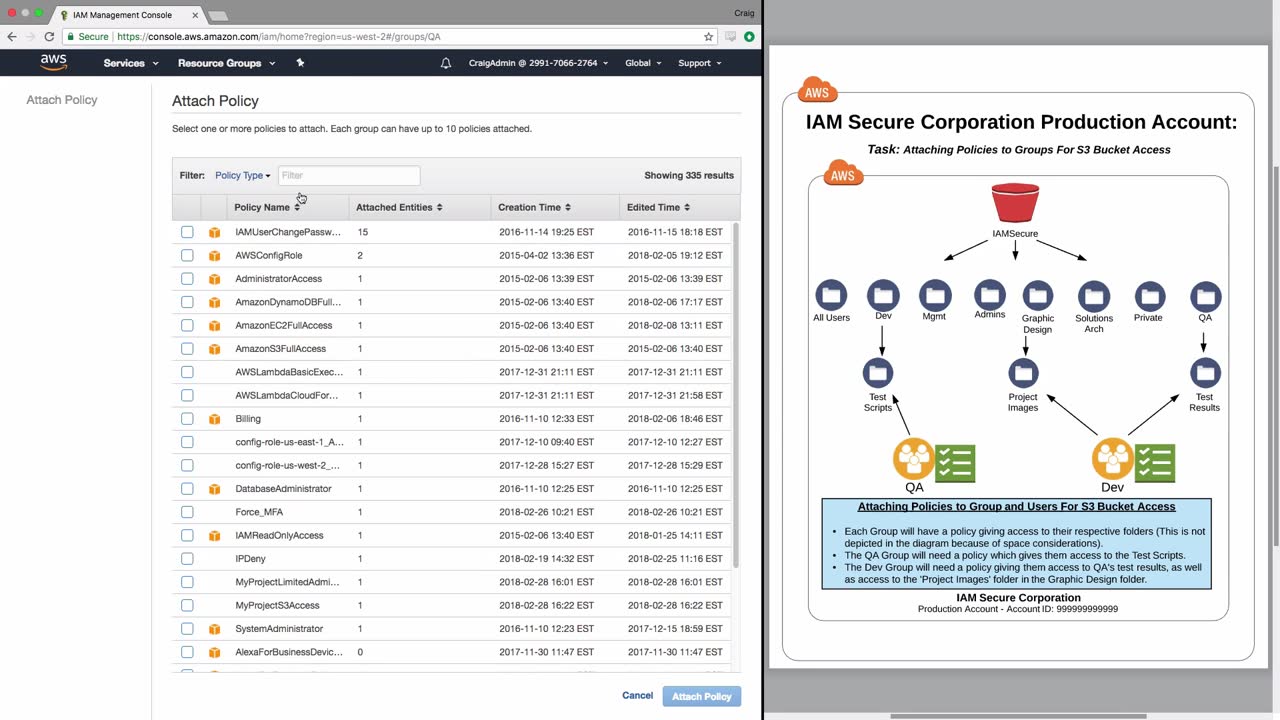 IAM Management Console
Craig
Secure
https://console.aws.amazon.com/iam/home?region=us-west-2#/groups/QA
aws
Services
Resource Groups
CraigAdmin @ 2991-7066-2764
Global
Support
Attach Policy
Attach Policy
Select one or more policies to attach. Each group can have up to 10 policies attached.
Filter: Policy Type Filter Showing 335 results
Policy Name Attached Entities Creation Time Edited Time
IAMUserChangePassw... 15 2016-11-14 19:25 EST 2016-11-15 18:18 EST
AWSConfigRole 2 2015-04-02 13:36 EST 2018-02-05 19:12 EST
AdministratorAccess 1 2015-02-06 13:39 EST 2015-02-06 13:39 EST
AmazonDynamoDBFull... 1 2015-02-06 13:40 EST 2018-02-06 17:17 EST
AmazonEC2FullAccess 1 2015-02-06 13:40 EST 2018-02-08 13:11 EST
AmazonS3FullAccess 1 2015-02-06 13:40 EST 2015-02-06 13:40 EST
AWSLambdaBasicExec... 1 2017-12-31 21:11 EST 2017-12-31 21:11 EST
AWSLambdaCloudFor... 1 2017-12-31 21:11 EST 2017-12-31 21:58 EST
Billing 1 2016-11-10 12:33 EST 2018-02-06 18:46 EST
config-role-us-east-1_A... 1 2017-12-10 09:40 EST 2017-12-10 12:27 EST
config-role-us-west-2_... 1 2017-12-28 15:27 EST 2017-12-28 15:29 EST
DatabaseAdministrator 1 2016-11-10 12:25 EST 2016-11-10 12:25 EST
Force_MFA 1 2018-02-26 10:21 EST 2018-02-26 10:21 EST
IAMReadOnlyAccess 1 2015-02-06 13:40 EST 2018-01-25 14:11 EST
IPDeny 1 2018-02-19 14:32 EST 2018-02-25 11:16 EST
MyProjectLimitedAdmi... 1 2018-02-28 16:01 EST 2018-02-28 16:01 EST
MyProjectS3Access 1 2018-02-28 16:22 EST 2018-02-28 16:22 EST
SystemAdministrator 1 2016-11-10 12:23 EST 2017-12-15 18:59 EST
AlexaForBusinessDevic... 0 2017-11-30 11:47 EST 2017-11-30 11:47 EST
Cancel
Attach Policy
AWS
IAM Secure Corporation Production Account:
Task: Attaching Policies to Groups For S3 Bucket Access
AWS
IAMSecure
All Users
Dev
Mgmt
Admins
Graphic
Design
Solutions
Arch
Private
QA
Test
Scripts
Project
Images
Test
Results
QA
Dev
Attaching Policies to Group and Users For S3 Bucket Access
• Each Group will have a policy giving access to their respective folders (This is not
depicted in the diagram because of space considerations).
• The QA Group will need a policy which gives them access to the Test Scripts.
• The Dev Group will need a policy giving them access to QA's test results, as well
as access to the 'Project Images' folder in the Graphic Design folder.
IAM Secure Corporation
Production Account - Account ID: 999999999999